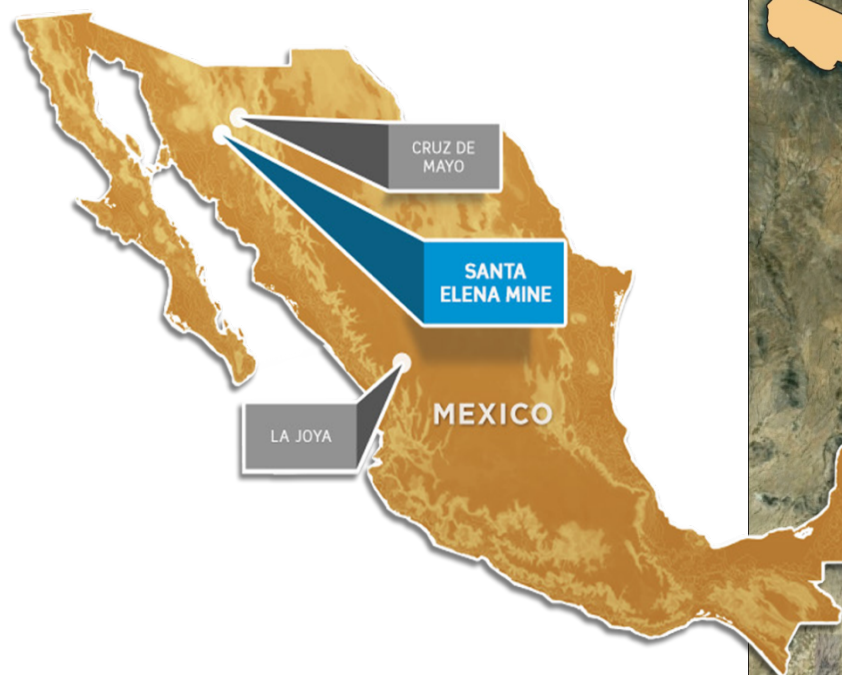 CRUZ DE
MAYO
SANTA
ELENA MINE
MEXICO
LA JOYA